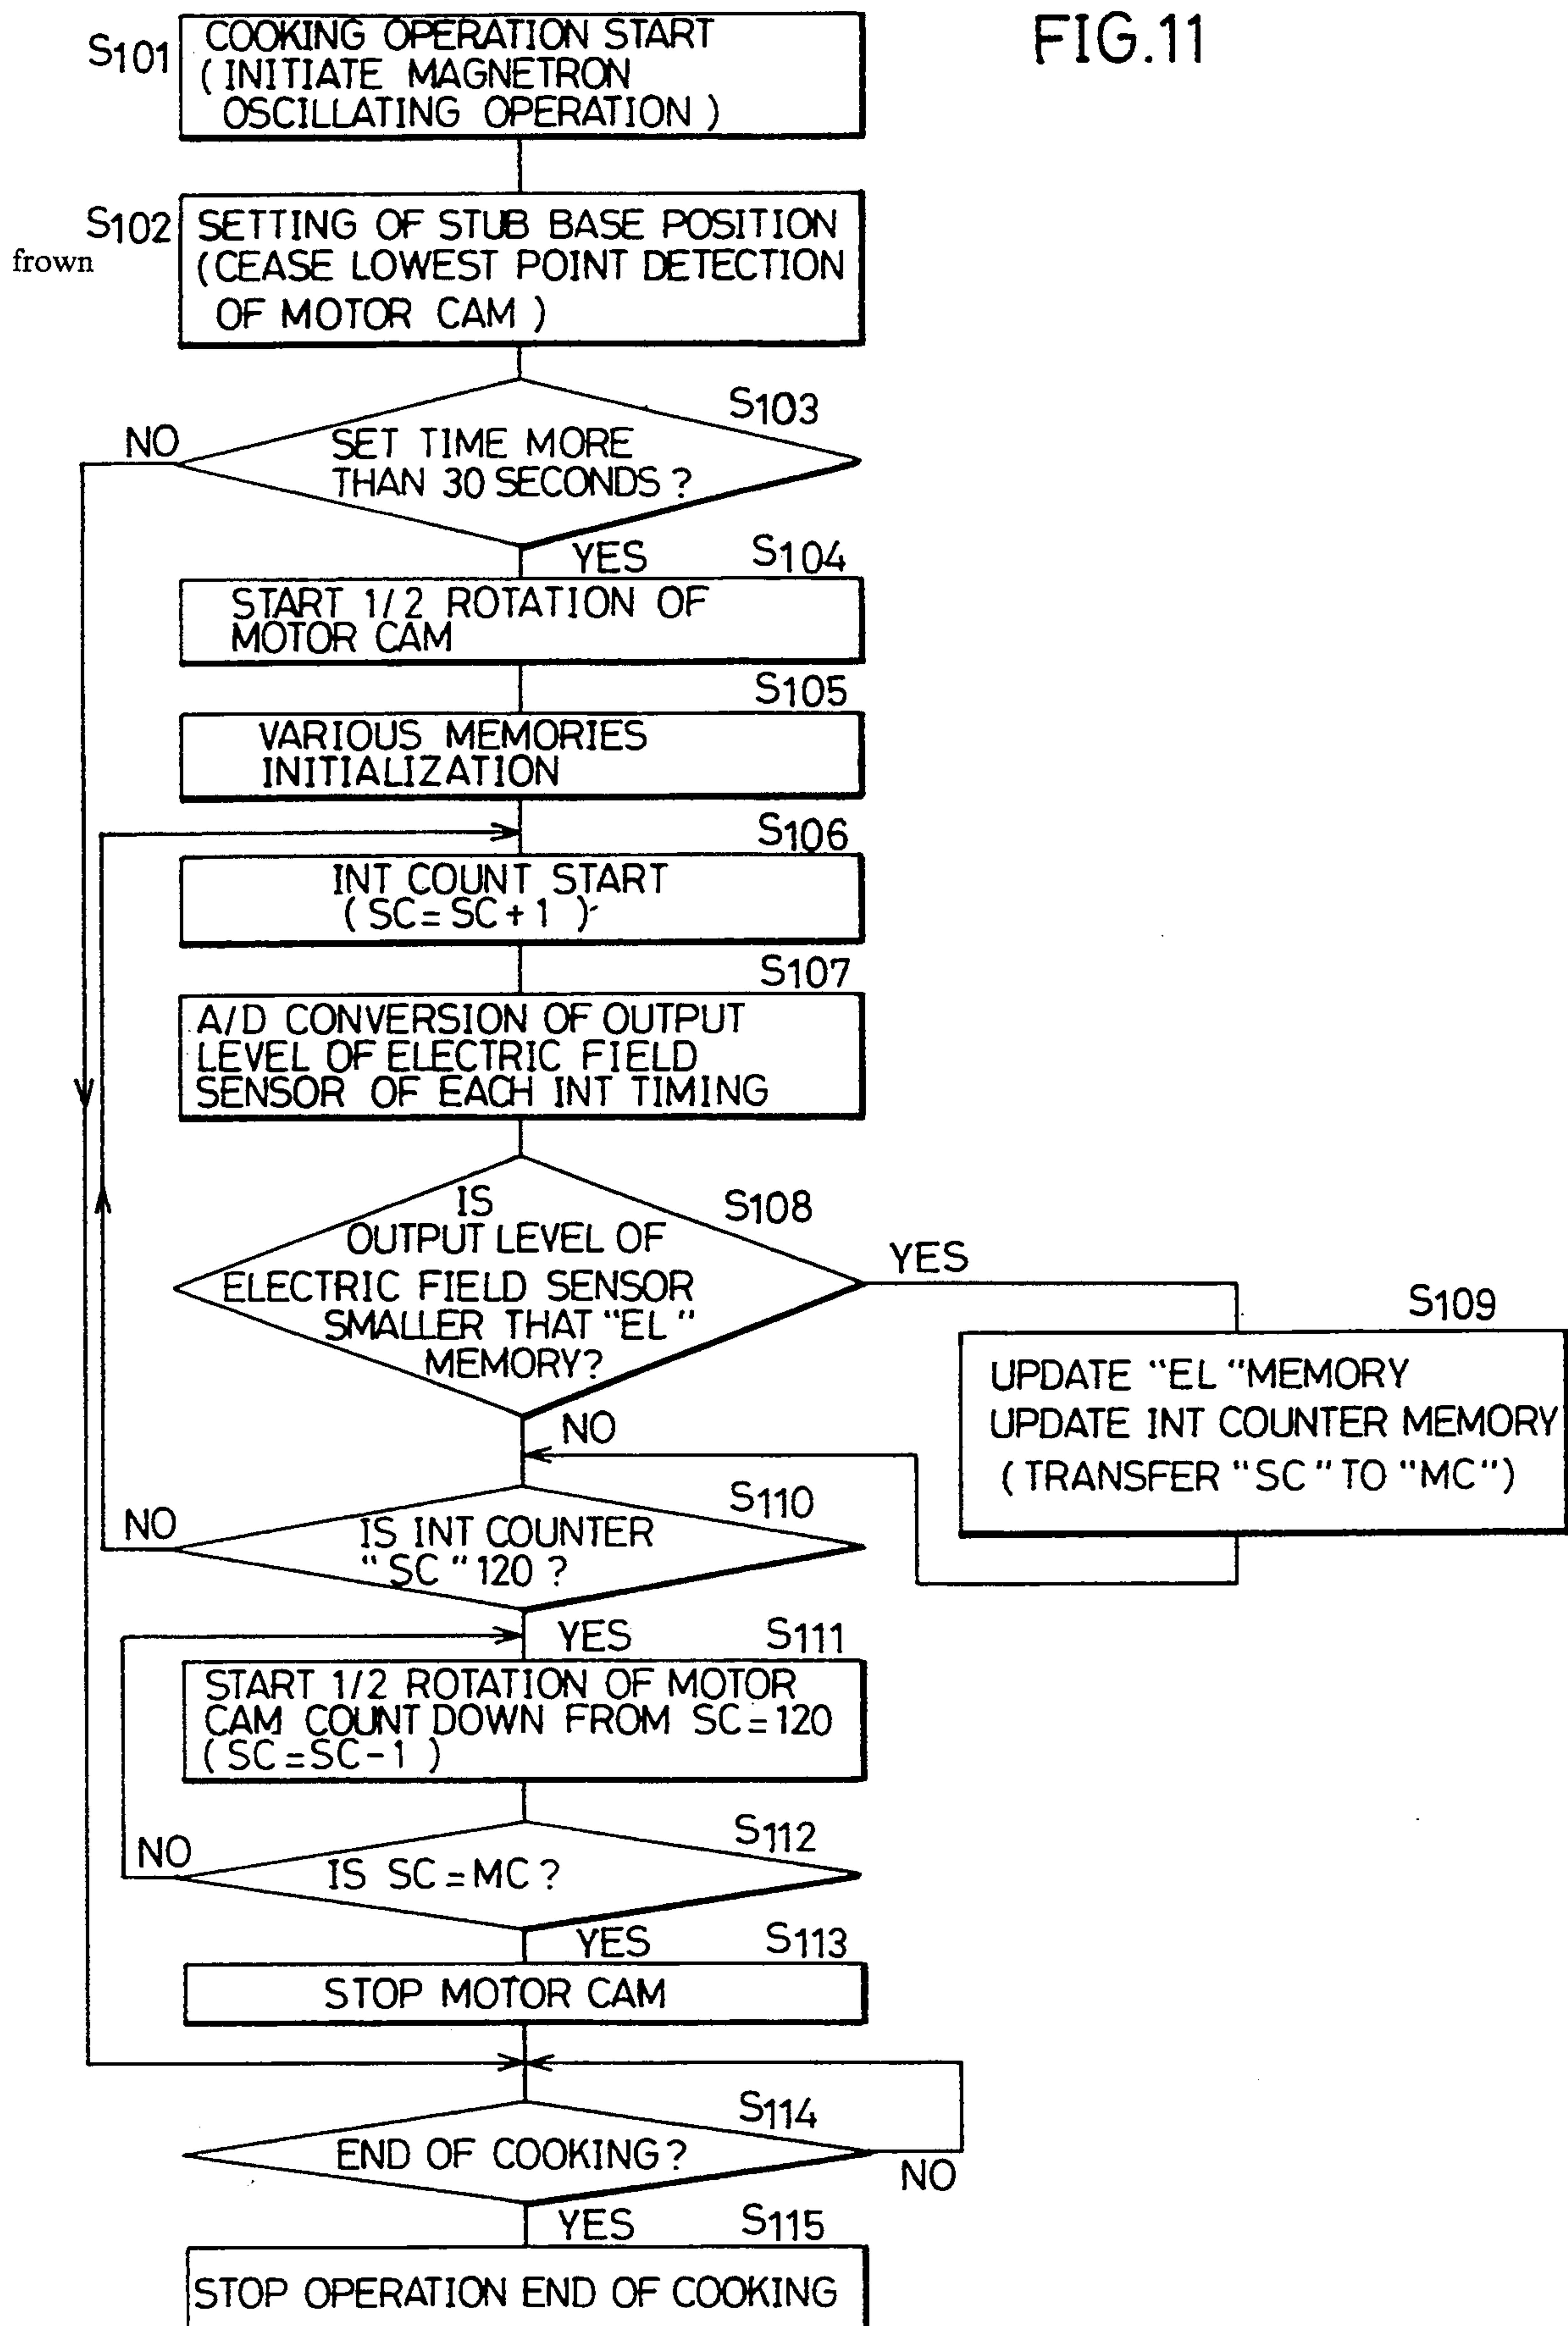 FIG.11
S101
COOKING OPERATION START
(INITIATE MAGNETRON
OSCILLATING OPERATION)
S102
frown
SETTING OF STUB BASE POSITION
(CEASE LOWEST POINT DETECTION
OF MOTOR CAM)
S103
NO
SET TIME MORE
THAN 30 SECONDS?
YES
S104
START 1/2 ROTATION OF
MOTOR CAM
S105
VARIOUS MEMORIES
INITIALIZATION
S106
INT COUNT START
(SC=SC+1)
S107
A/D CONVERSION OF OUTPUT
LEVEL OF ELECTRIC FIELD
SENSOR OF EACH INT TIMING
S108
IS
OUTPUT LEVEL OF
ELECTRIC FIELD SENSOR
SMALLER THAT "EL"
MEMORY?
YES
S109
UPDATE "EL" MEMORY
UPDATE INT COUNTER MEMORY
(TRANSFER "SC" TO "MC")
NO
S110
NO
IS INT COUNTER
"SC" 120?
YES
S111
START 1/2 ROTATION OF MOTOR
CAM COUNT DOWN FROM SC=120
(SC=SC-1)
S112
NO
IS SC=MC?
YES
S113
STOP MOTOR CAM
S114
END OF COOKING?
NO
YES
S115
STOP OPERATION END OF COOKING